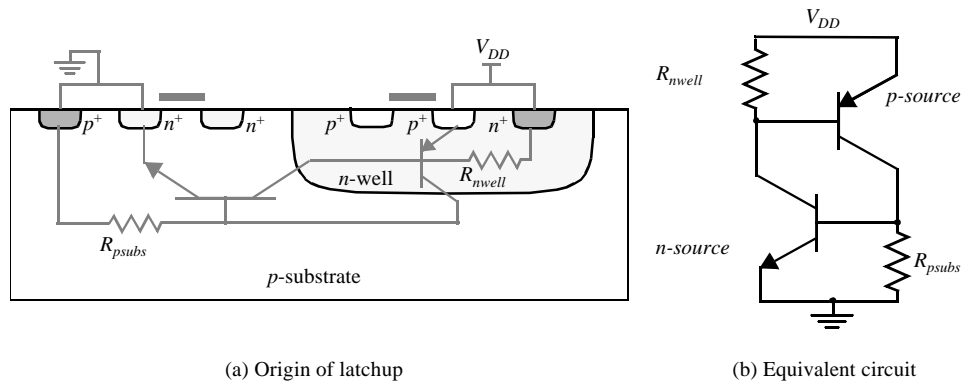 V_DD
p+ n+ n+ p+ p+ n+
n-well
R_nwell
R_psubs
p-substrate
(a) Origin of latchup
V_DD
R_nwell
p-source
n-source
R_psubs
(b) Equivalent circuit